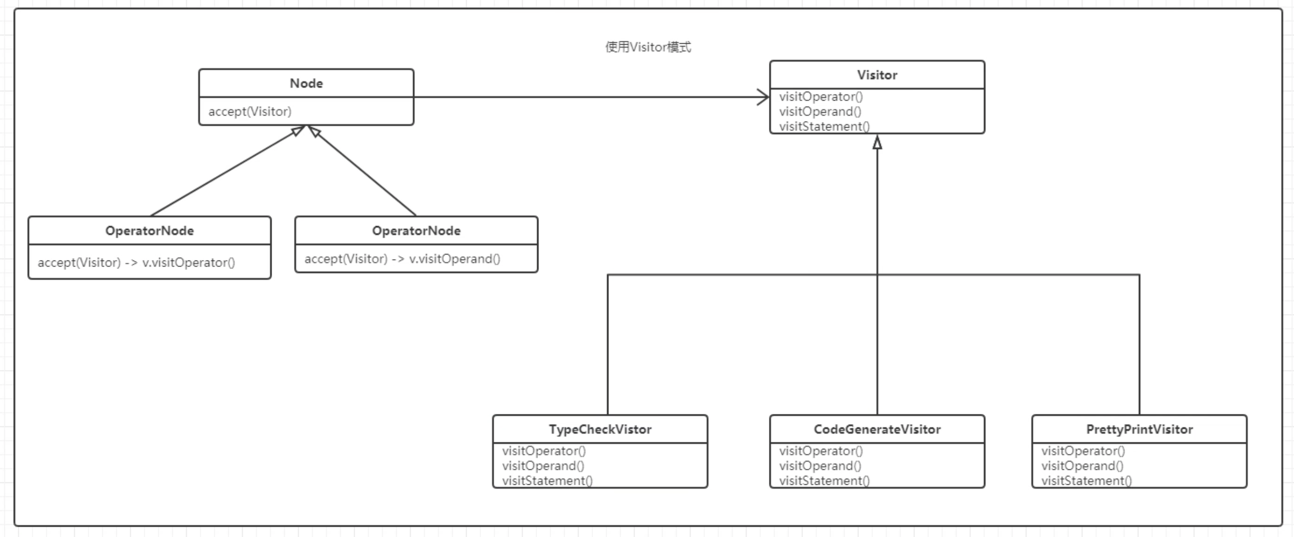 使用Visitor模式
Node
accept(Visitor)
Visitor
visitOperator()
visitOperand()
visitStatement()
OperatorNode
accept(Visitor) -> v.visitOperator()
OperatorNode
accept(Visitor) -> v.visitOperand()
TypeCheckVistor
visitOperator()
visitOperand()
visitStatement()
CodeGenerateVisitor
visitOperator()
visitOperand()
visitStatement()
PrettyPrintVisitor
visitOperator()
visitOperand()
visitStatement()